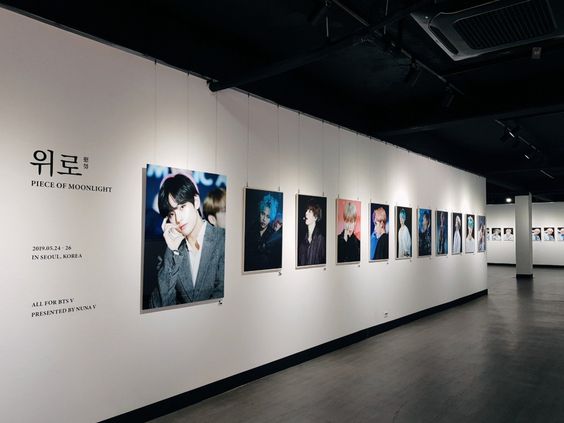 위로
PIECE OF MOONLIGHT
2019.05.24 - 26
IN SEOUL, KOREA
ALL FOR BTS V
PRESENTED BY NUNA V